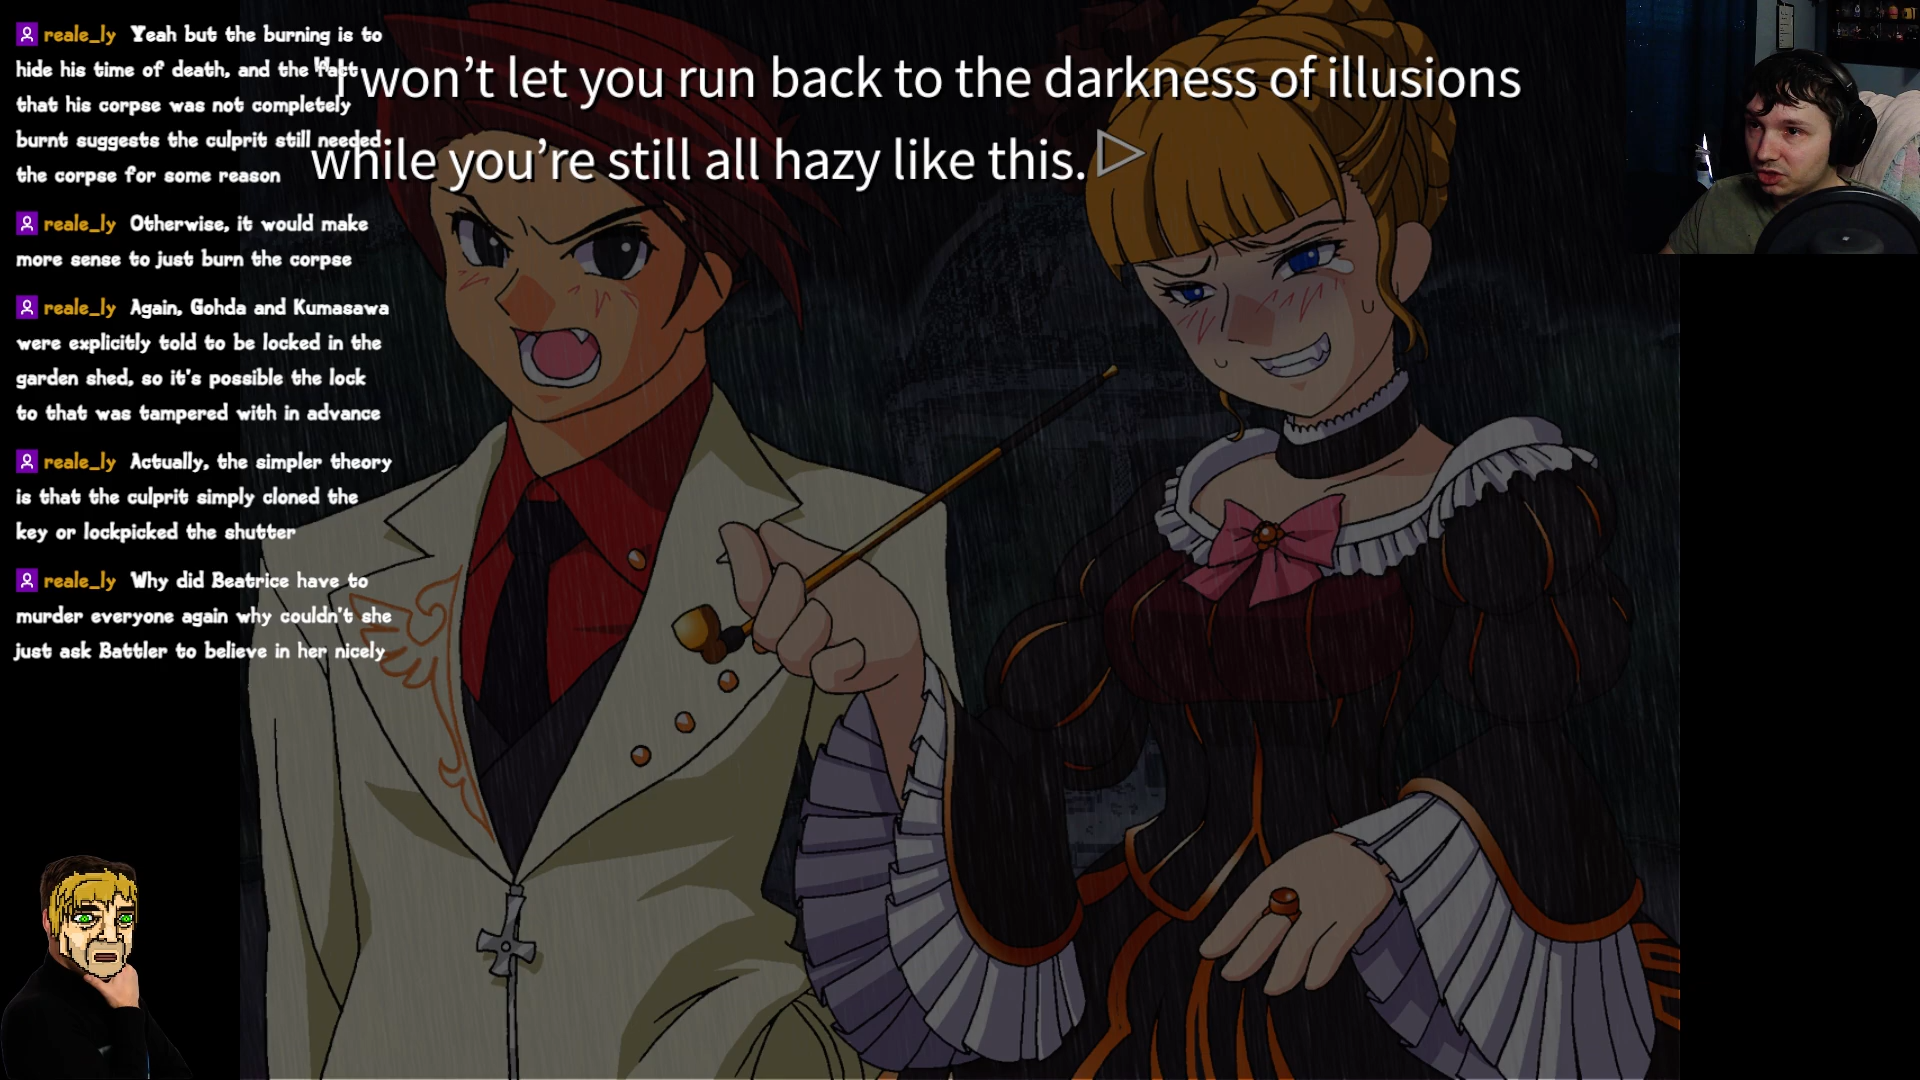 reale_ly Yeah but the burning is to
hide his time of death, and the fact
that his corpse was not completely
burnt suggests the culprit still needed
the corpse for some reason
reale_ly Otherwise, it would make
more sense to just burn the corpse
reale_ly Again, Gohda and Kumasawa
were explicitly told to be locked in the
garden shed, so it's possible the lock
to that was tampered with in advance
reale_ly Actually, the simpler theory
is that the culprit simply cloned the
key or lockpicked the shutter
reale_ly Why did Beatrice have to
murder everyone again why couldn't she
just ask Battler to believe in her nicely
“I won’t let you run back to the darkness of illusions
while you’re still all hazy like this.